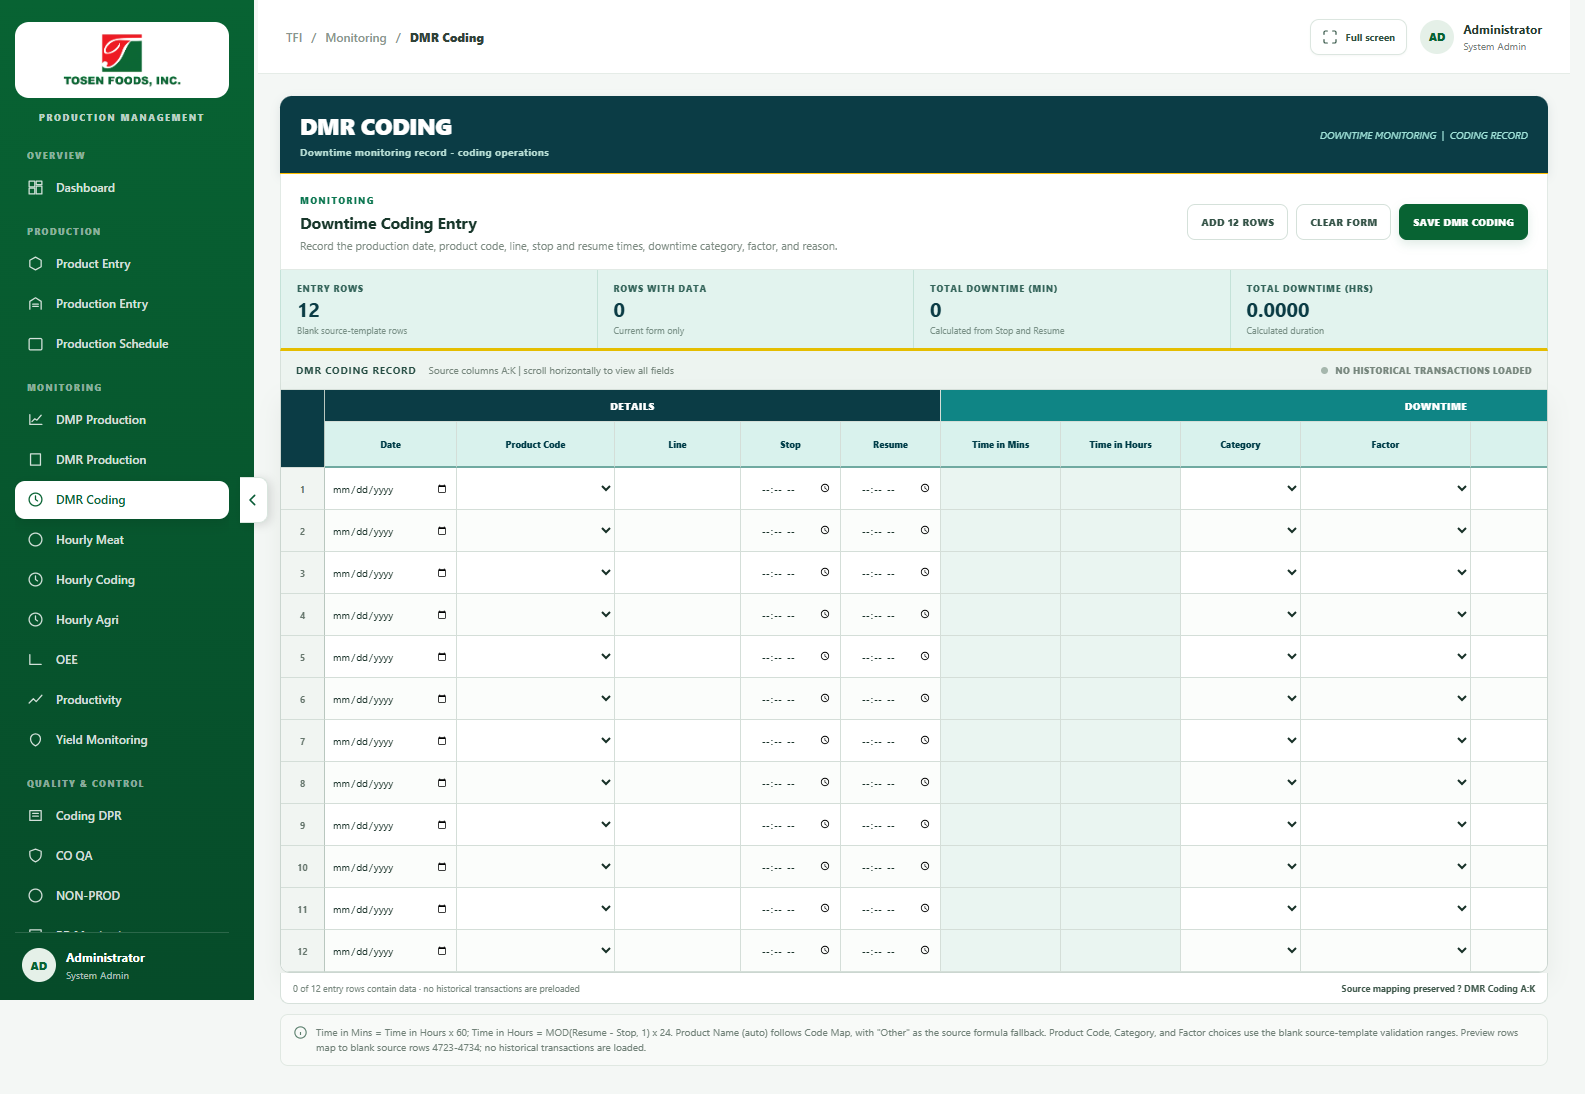 TOSEN FOODS, INC.
PRODUCTION MANAGEMENT
OVERVIEW
Dashboard
PRODUCTION
Product Entry
Production Entry
Production Schedule
MONITORING
DMP Production
DMR Production
DMR Coding
Hourly Meat
Hourly Coding
Hourly Agri
OEE
Productivity
Yield Monitoring
QUALITY & CONTROL
Coding DPR
CO QA
NON-PROD
AD
Administrator
System Admin
TFI / Monitoring / DMR Coding
Full screen
AD
Administrator
System Admin
DMR CODING
Downtime monitoring record - coding operations
DOWNTIME MONITORING | CODING RECORD
MONITORING
Downtime Coding Entry
Record the production date, product code, line, stop and resume times, downtime category, factor, and reason.
ADD 12 ROWS
CLEAR FORM
SAVE DMR CODING
ENTRY ROWS
12
Blank source-template rows
ROWS WITH DATA
0
Current form only
TOTAL DOWNTIME (MIN)
0
Calculated from Stop and Resume
TOTAL DOWNTIME (HRS)
0.0000
Calculated duration
DMR CODING RECORD Source columns A:K | scroll horizontally to view all fields
NO HISTORICAL TRANSACTIONS LOADED
DETAILS DOWNTIME
Date Product Code Line Stop Resume Time in Mins Time in Hours Category Factor
1 mm/dd/yyyy --:-- -- --:-- --
2 mm/dd/yyyy --:-- -- --:-- --
3 mm/dd/yyyy --:-- -- --:-- --
4 mm/dd/yyyy --:-- -- --:-- --
5 mm/dd/yyyy --:-- -- --:-- --
6 mm/dd/yyyy --:-- -- --:-- --
7 mm/dd/yyyy --:-- -- --:-- --
8 mm/dd/yyyy --:-- -- --:-- --
9 mm/dd/yyyy --:-- -- --:-- --
10 mm/dd/yyyy --:-- -- --:-- --
11 mm/dd/yyyy --:-- -- --:-- --
12 mm/dd/yyyy --:-- -- --:-- --
0 of 12 entry rows contain data - no historical transactions are preloaded
Source mapping preserved ? DMR Coding A:K
Time in Mins = Time in Hours x 60; Time in Hours = MOD(Resume - Stop, 1) x 24. Product Name (auto) follows Code Map, with "Other" as the source formula fallback. Product Code, Category, and Factor choices use the blank source-template validation ranges. Preview rows
map to blank source rows 4723-4734; no historical transactions are loaded.